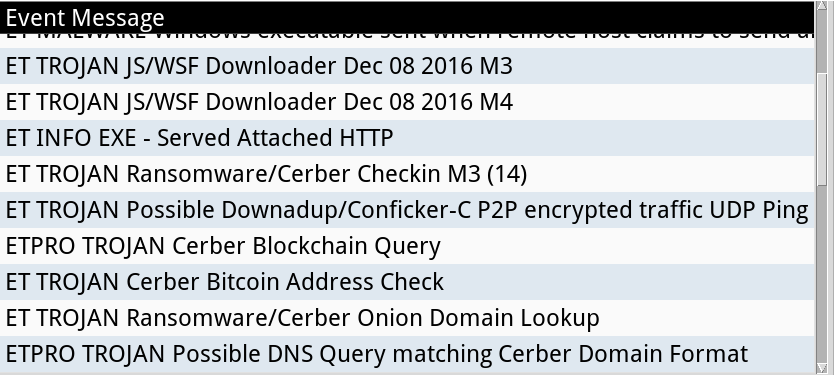 Event Message
ET MALWARE Windows executable sent when remote host claims to send
ET TROJAN JS/WSF Downloader Dec 08 2016 M3
ET TROJAN JS/WSF Downloader Dec 08 2016 M4
ET INFO EXE - Served Attached HTTP
ET TROJAN Ransomware/Cerber Checkin M3 (14)
ET TROJAN Possible Downadup/Conficker-C P2P encrypted traffic UDP Ping
ETPRO TROJAN Cerber Blockchain Query
ET TROJAN Cerber Bitcoin Address Check
ET TROJAN Ransomware/Cerber Onion Domain Lookup
ETPRO TROJAN Possible DNS Query matching Cerber Domain Format